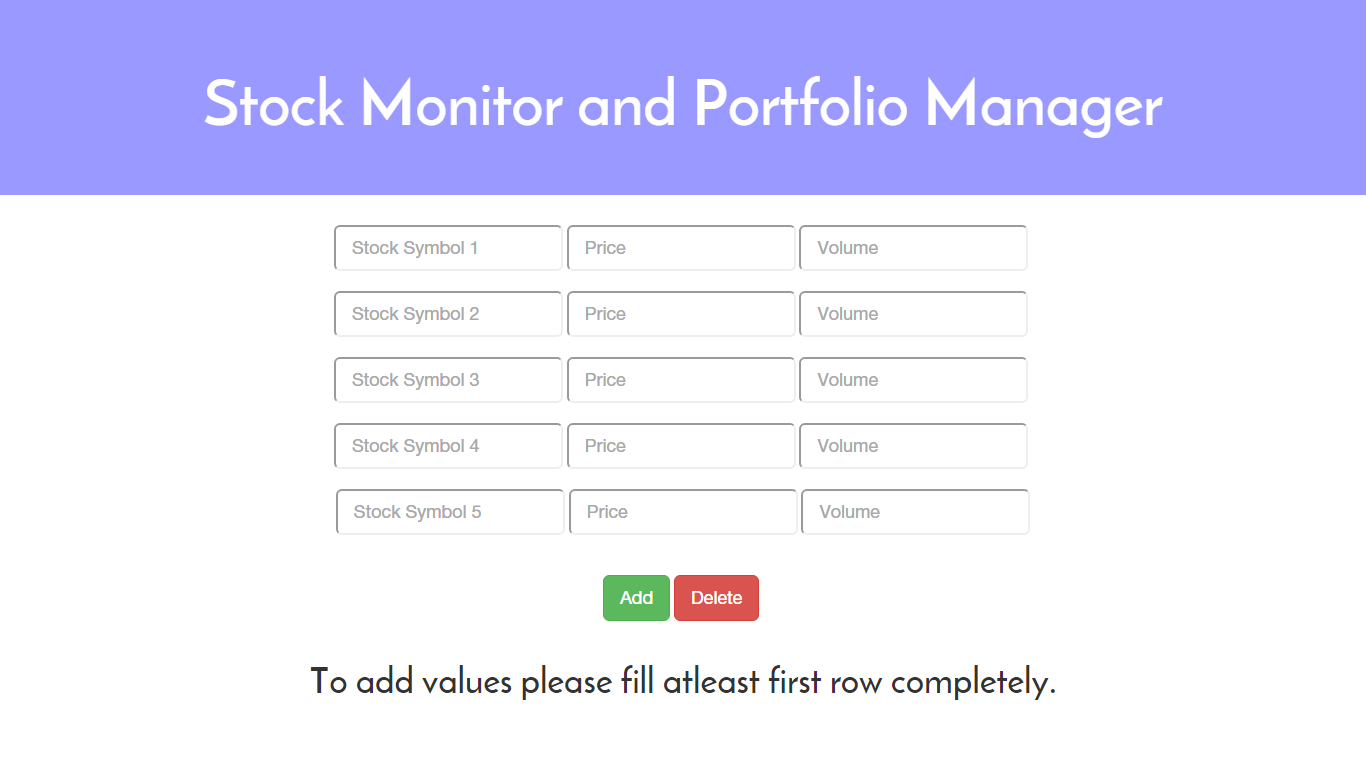 Stock Monitor and Portfolio Manager
Stock Symbol 1 Price Volume
Stock Symbol 2 Price Volume
Stock Symbol 3 Price Volume
Stock Symbol 4 Price Volume
Stock Symbol 5 Price Volume
Add Delete
To add values please fill atleast first row completely.